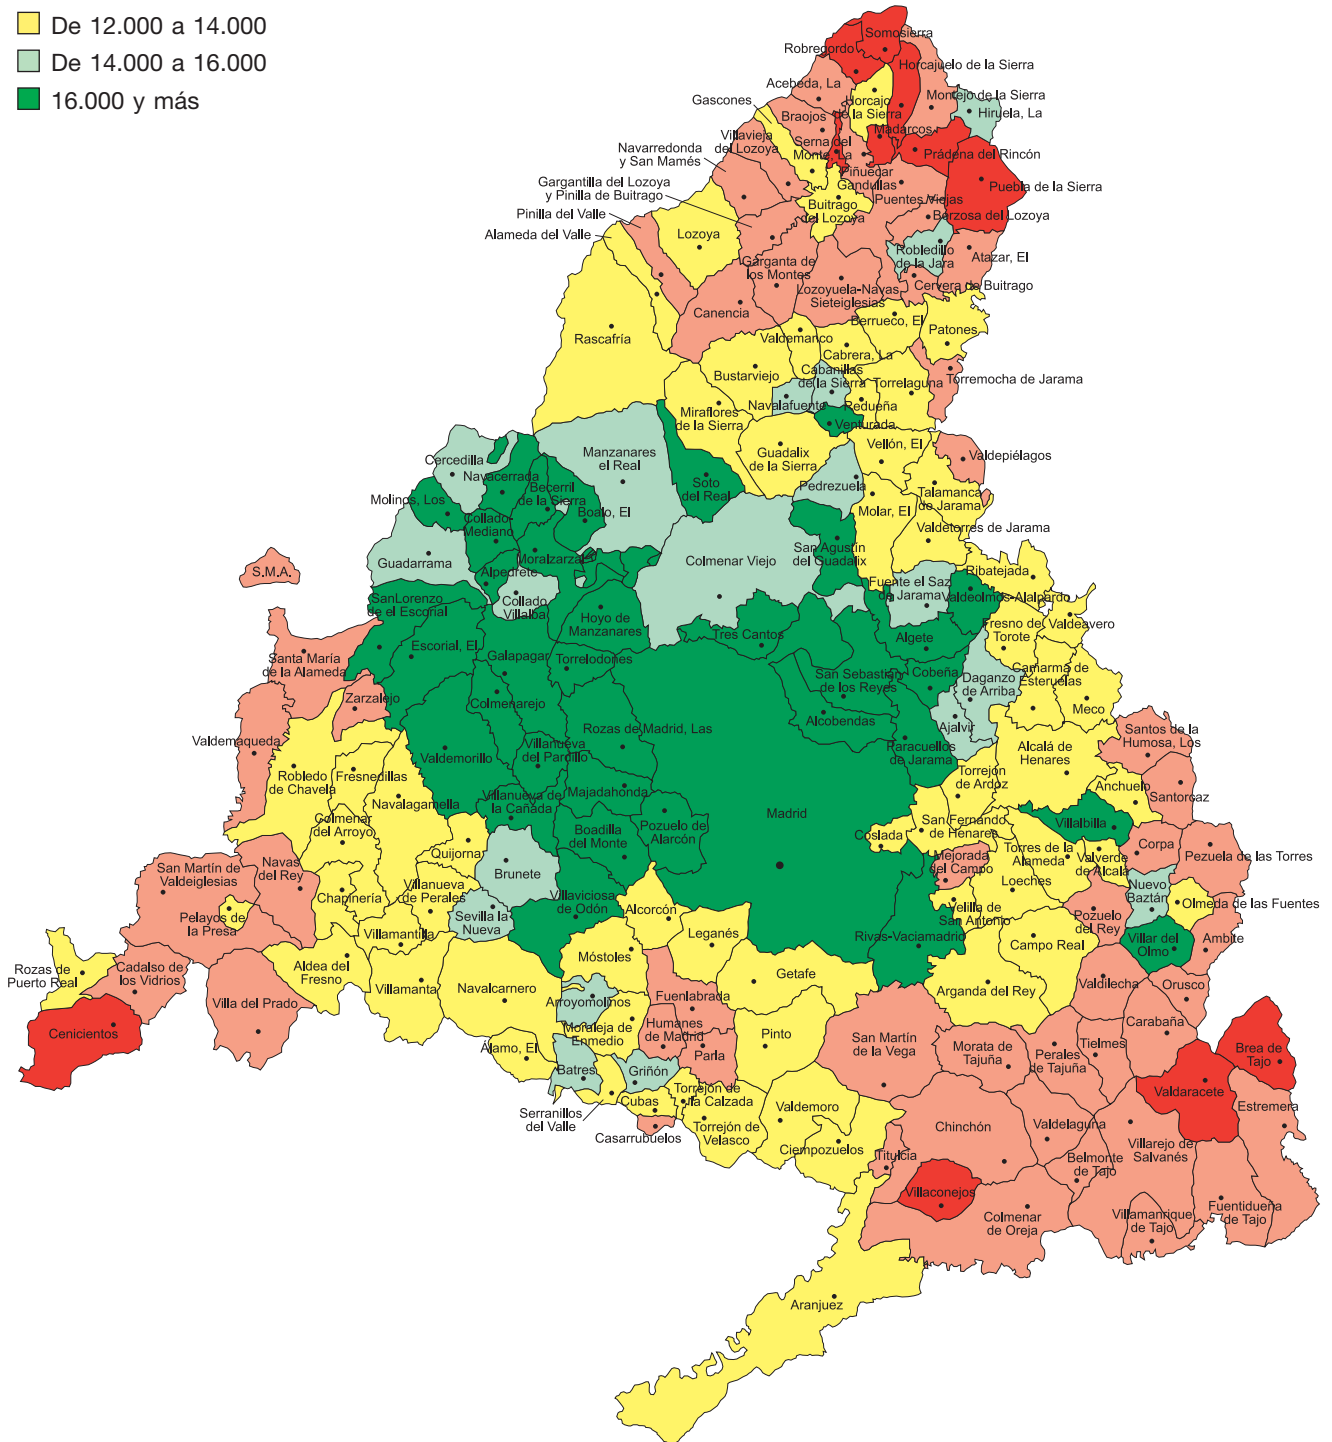 De 12.000 a 14.000
De 14.000 a 16.000
16.000 y más
Somosierra
Robregordo
Horcajuelo de la Sierra
Acebeda, La
Montejo de la Sierra
Horcajo
de la Sierra
Hiruela, La
Gascones
Braojos
Madarcos
Villavieja
del Lozoya
Serna del
Monte, La
Prádena del Rincón
Navarredonda
y San Mamés
Piñuecar
Gandullas
Puebla de la Sierra
Gargantilla del Lozoya
y Pinilla de Buitrago
Buitrago
del Lozoya
Puentes Viejas
Berzosa del Lozoya
Pinilla del Valle
Alameda del Valle
Lozoya
Robledillo
de la Jara
Atazar, El
Garganta de
los Montes
Lozoyuela-Navas
Sieteiglesias
Cervera de Buitrago
Canencia
Berrueco, El
Patones
Rascafría
Valdemanco
Cabrera, La
Bustarviejo
Cabanillas
de la Sierra
Torrelaguna
Torremocha de Jarama
Miraflores
de la Sierra
Navalafuente
Redueña
Venturada
Guadalix
de la Sierra
Vellón, El
Valdepiélagos
Manzanares
el Real
Cercedilla
Navacerrada
Soto
del Real
Pedrezuela
Talamanca
de Jarama
Becerril
de la Sierra
Molinos, Los
Boalo, El
Molar, El
Collado-
Mediano
Valdetorres de Jarama
Moralzarzal
San Agustín
del Guadalix
Guadarrama
Colmenar Viejo
S.M.A.
Alpedrete
Fuente el Saz
de Jarama
Ribatejada
SanLorenzo
de el Escorial
Collado
Villalba
Valdeolmos-Alalpardo
Hoyo de
Manzanares
Fresno de
Torote
Valdeavero
Tres Cantos
Algete
Santa María
de la Alameda
Escorial, El
Galapagar
Torrelodones
San Sebastián
de los Reyes
Cobeña
Daganzo
de Arriba
Camarma de
Esteruelas
Zarzalejo
Colmenarejo
Meco
Alcobendas
Ajalvir
Valdemaqueda
Rozas de Madrid, Las
Paracuellos
de Jarama
Santos de la
Humosa, Los
Valdemorillo
Villanueva
del Pardillo
Alcalá de
Henares
Robledo
de Chavela
Fresnedillas
Torrejón
de Ardoz
Navalagamella
Villanueva de
la Cañada
Majadahonda
Anchuelo
Santorcaz
Colmenar
del Arroyo
Madrid
San Fernando
de Henares
Villalbilla
Boadilla
del Monte
Pozuelo de
Alarcón
Coslada
Quijorna
Torres de la
Alameda
Corpa
Pezuela de las Torres
San Martín de
Valdeiglesias
Navas
del Rey
Brunete
Mejorada
del Campo
Valverde
de Alcalá
Chapinería
Villanueva
de Perales
Loeches
Nuevo
Baztán
Villaviciosa
de Odón
Olmeda de las Fuentes
Pelayos de
la Presa
Sevilla la
Nueva
Alcorcón
Velilla de
San Antonio
Pozuelo
del Rey
Villamantilla
Leganés
Rivas-Vaciamadrid
Campo Real
Villar del
Olmo
Ambite
Móstoles
Rozas de
Puerto Real
Cadalso de
los Vidrios
Aldea del
Fresno
Getafe
Villamanta
Navalcarnero
Arroyomolinos
Fuenlabrada
Arganda del Rey
Valdilecha
Orusco
Villa del Prado
Cenicientos
Moraleja de
Enmedio
Humanes
de Madrid
Pinto
Carabaña
Álamo, El
Parla
San Martín
de la Vega
Morata de
Tajuña
Perales
de Tajuña
Tielmes
Brea de
Tajo
Batres
Griñón
Valdaracete
Torrejón de
la Calzada
Serranillos
del Valle
Cubas
Valdemoro
Estremera
Casarrubuelos
Torrejón de
Velasco
Ciempozuelos
Chinchón
Valdelaguna
Villarejo de
Salvanés
Titulcia
Belmonte
de Tajo
Villaconejos
Colmenar
de Oreja
Villamanrique
de Tajo
Fuentidueña
de Tajo
Aranjuez